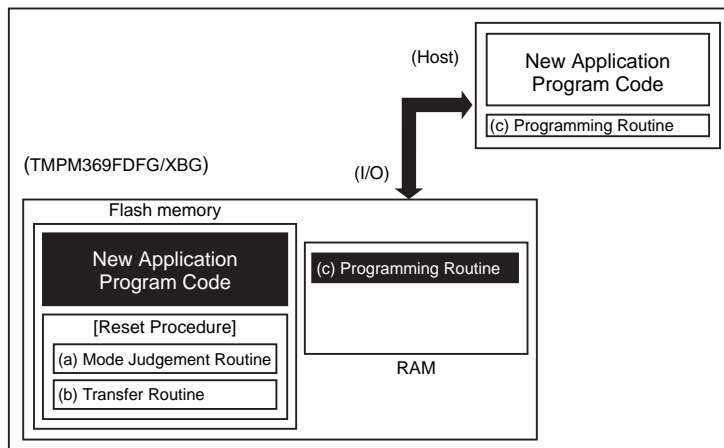 (Host)
New Application
Program Code
(c) Programming Routine
(TMPM369FDFG/XBG)
(I/O)
Flash memory
New Application
Program Code
(c) Programming Routine
[Reset Procedure]
(a) Mode Judgement Routine
(b) Transfer Routine
RAM